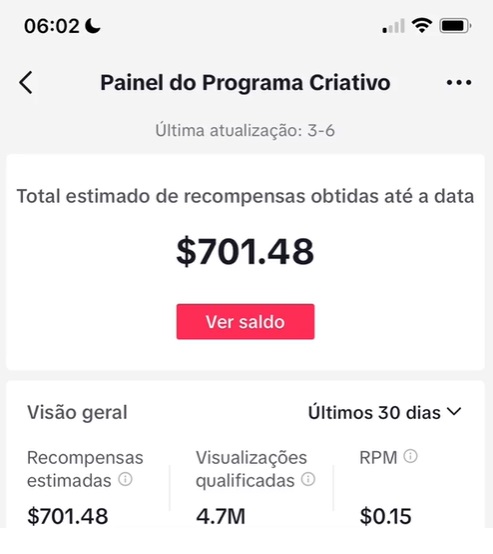 06:02
Painel do Programa Criativo
Última atualização: 3-6
Total estimado de recompensas obtidas até a data
$701.48
Ver saldo
Visão geral
Últimos 30 dias
Recompensas
estimadas
Visualizações
qualificadas
RPM
$701.48
4.7M
$0.15